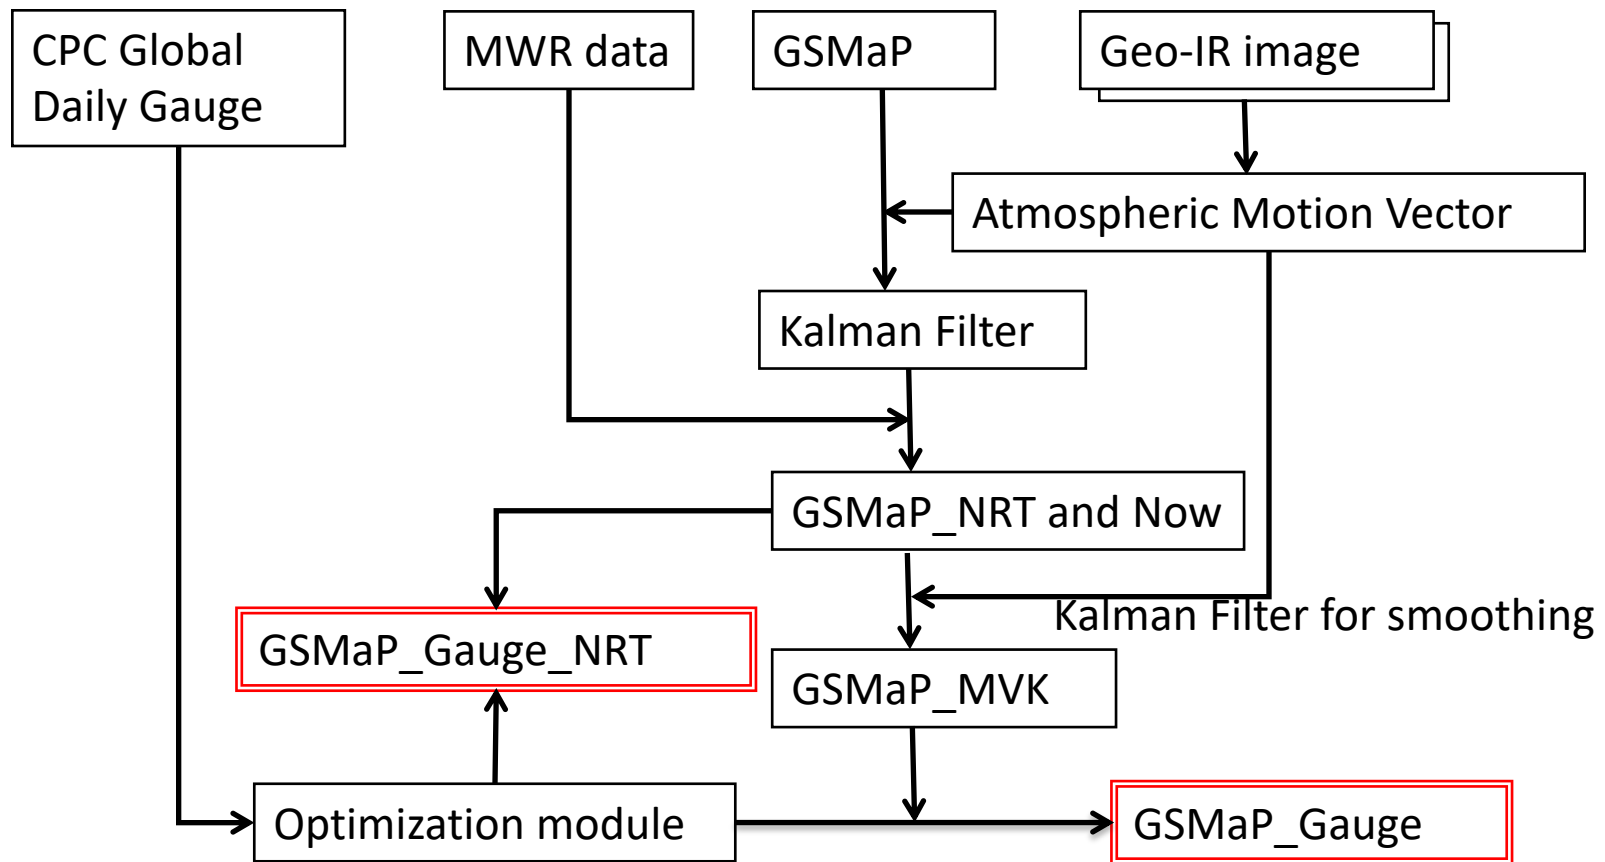 CPC Global
Daily Gauge
MWR data
GSMaP
Geo-IR image
Atmospheric Motion Vector
Kalman Filter
GSMaP_NRT and Now
Kalman Filter for smoothing
GSMaP_Gauge_NRT
GSMaP_MVK
Optimization module
GSMaP_Gauge